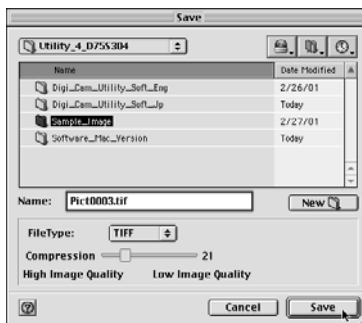 Save
Utility_4_D75S304
Name Date Modified
Digi_Cam_Utility_Soft_Eng 2/26/01
Digi_Cam_Utility_Soft_Jp Today
Sample_Image 2/27/01
Software_Mac_Version Today
Name: Pict0003.tif New
FileType: TIFF
Compression 21
High Image Quality Low Image Quality
? Cancel Save